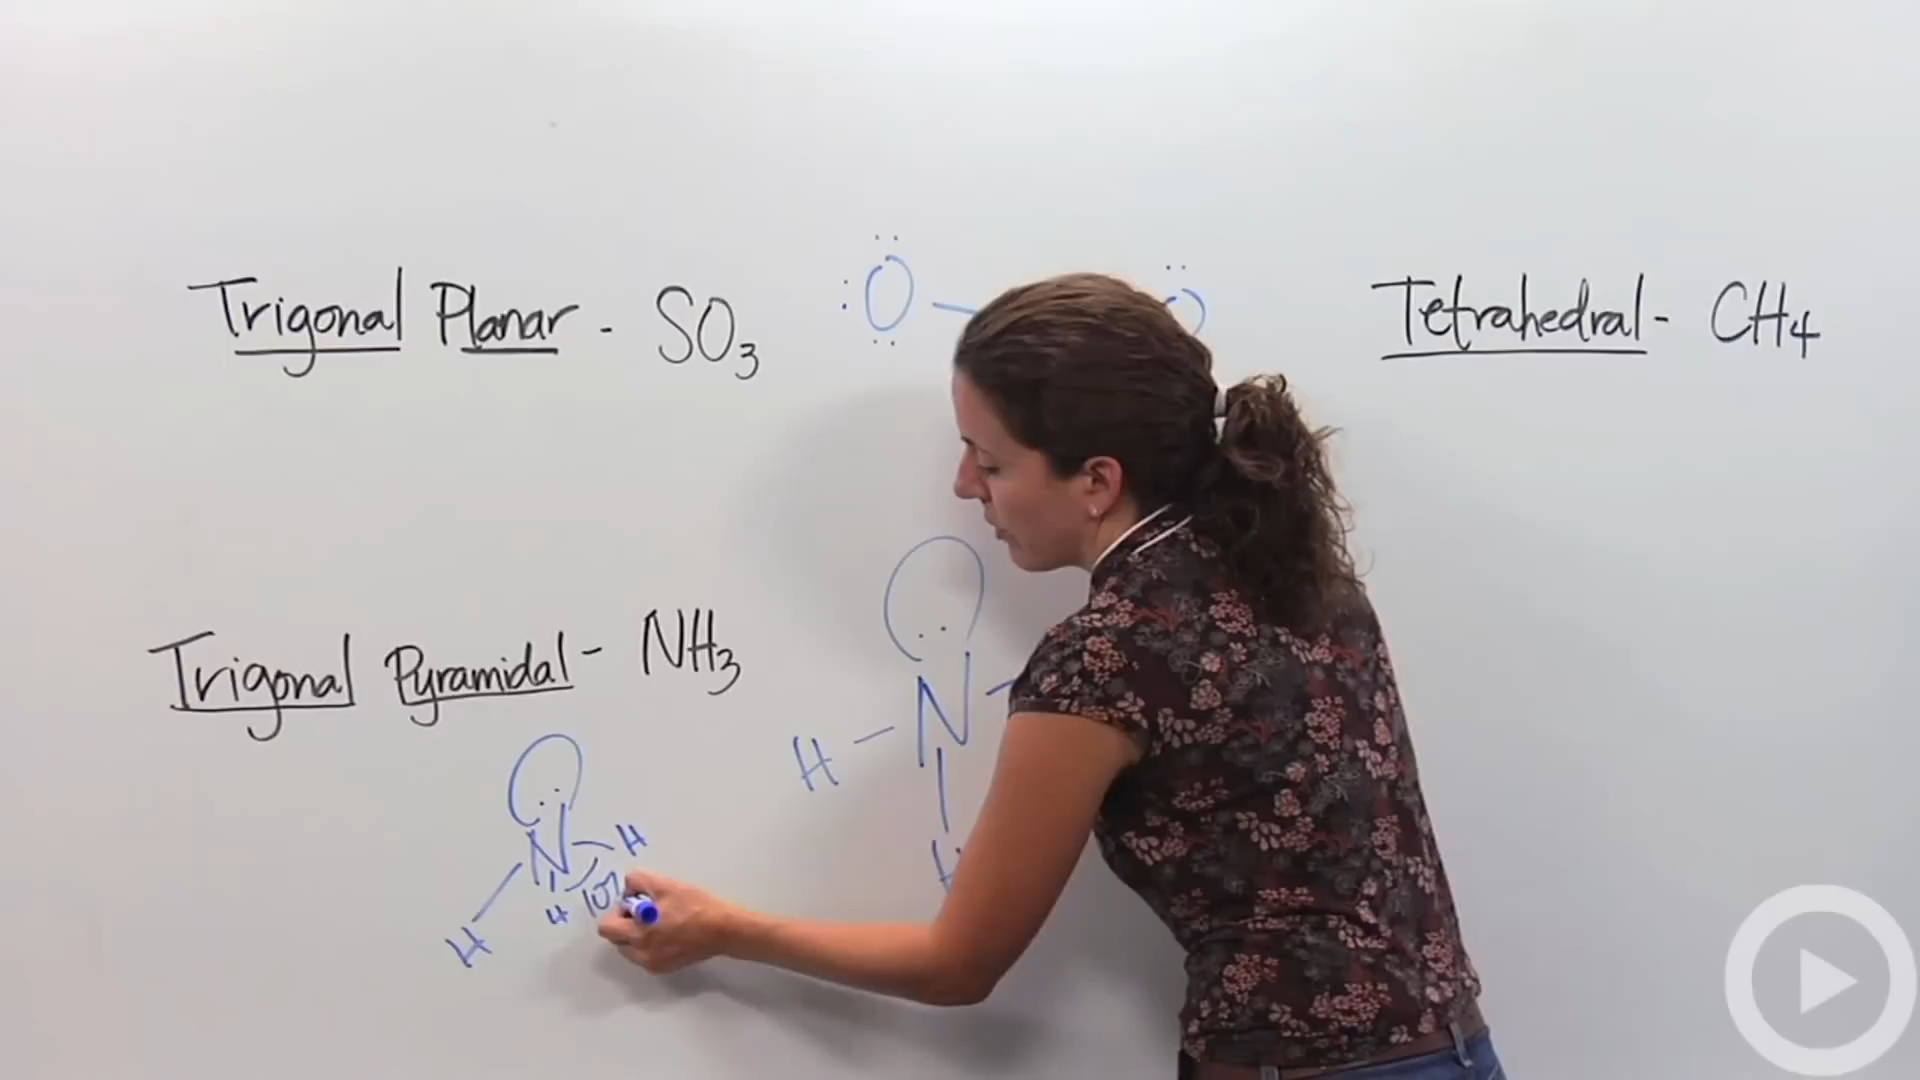 Trigonal Planar - SO3
O
O
Tetrahedral - CH4
Trigonal Pyramidal - NH3
N
H
H
N H
H
H